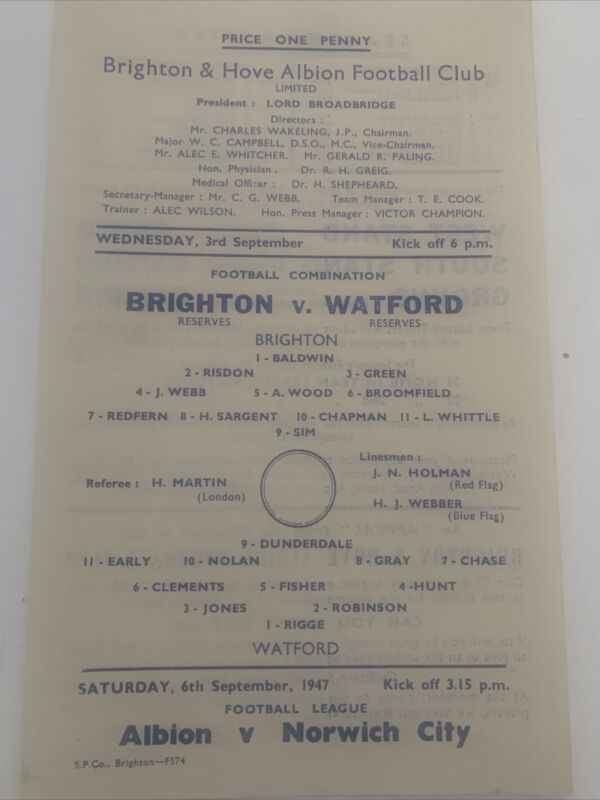 PRICE ONE PENNY
Brighton & Hove Albion Football Club
LIMITED
President : LORD BROADBRIDGE
Directors :
Mr. CHARLES WAKELING, J.P., Chairman.
Major W. C. CAMPBELL, D.S.O., M.C., Vice-Chairman.
Mr. ALEC E. WHITCHER. Mr. GERALD R. PALING.
Hon. Physician. Dr. R. H. GREIG.
Medical Officer : Dr. H. SHEPHEARD.
Secretary-Manager : Mr. C. G. WEBB. Team Manager : T. E. COOK.
Trainer : ALEC WILSON. Hon. Press Manager : VICTOR CHAMPION.
WEDNESDAY, 3rd September Kick off 6 p.m.
FOOTBALL COMBINATION
BRIGHTON v. WATFORD
RESERVES RESERVES
BRIGHTON
1 - BALDWIN
2 - RISDON 3 - GREEN
4 - J. WEBB 5 - A. WOOD 6 - BROOMFIELD
7 - REDFERN 8 - H. SARGENT 10 - CHAPMAN 11 - L. WHITTLE
9 - SIM
Referee : H. MARTIN
(London)
Linesmen :
J. N. HOLMAN
(Red Flag)
H. J. WEBBER
(Blue Flag)
9 - DUNDERDALE
11 - EARLY 10 - NOLAN 8 - GRAY 7 - CHASE
6 - CLEMENTS 5 - FISHER 4 - HUNT
3 - JONES 2 - ROBINSON
1 - RIGGE
WATFORD
SATURDAY, 6th September, 1947 Kick off 3.15 p.m.
FOOTBALL LEAGUE
Albion v Norwich City
S.P.Co., Brighton—F574